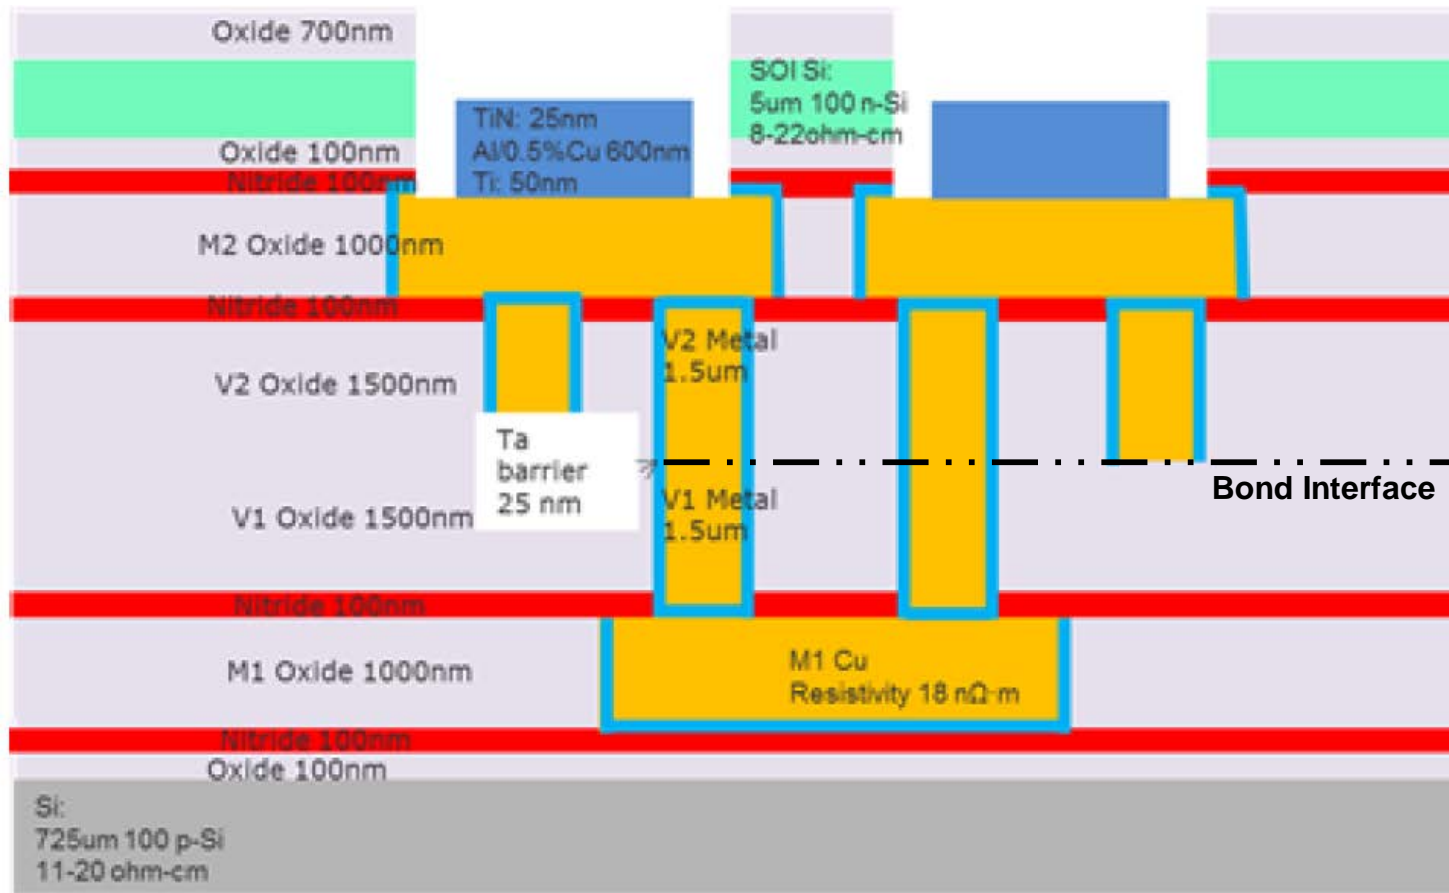 Oxide 700nm
SOI Si:
5um 100 n-Si
8-22ohm-cm
TiN: 25nm
Al/0.5%Cu 600nm
Ti: 50nm
Oxide 100nm
Nitride 100nm
M2 Oxide 1000nm
Nitride 100nm
V2 Metal
1.5um
V2 Oxide 1500nm
Ta
barrier
25 nm
Bond Interface
V1 Metal
1.5um
V1 Oxide 1500nm
Nitride 100nm
M1 Oxide 1000nm
M1 Cu
Resistivity 18 nΩ·m
Nitride 100nm
Oxide 100nm
Si:
725um 100 p-Si
11-20 ohm-cm